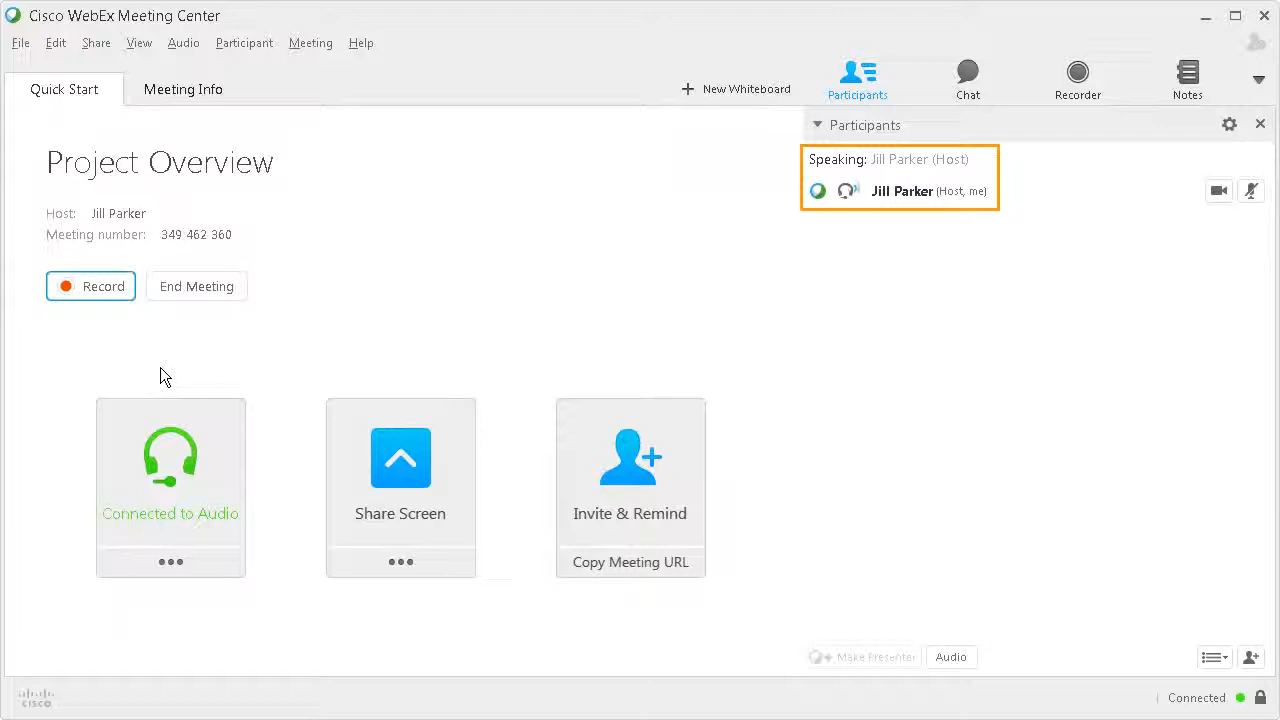 Cisco WebEx Meeting Center
File Edit Share View Audio Participant Meeting Help
Quick Start Meeting Info New Whiteboard Participants Chat Recorder Notes
Participants
Project Overview
Speaking: Jill Parker (Host)
Jill Parker (Host, me)
Host: Jill Parker
Meeting number: 349 462 360
Record End Meeting
Connected to Audio Share Screen Invite & Remind
Copy Meeting URL
Make Presenter Audio
Connected
CISCO